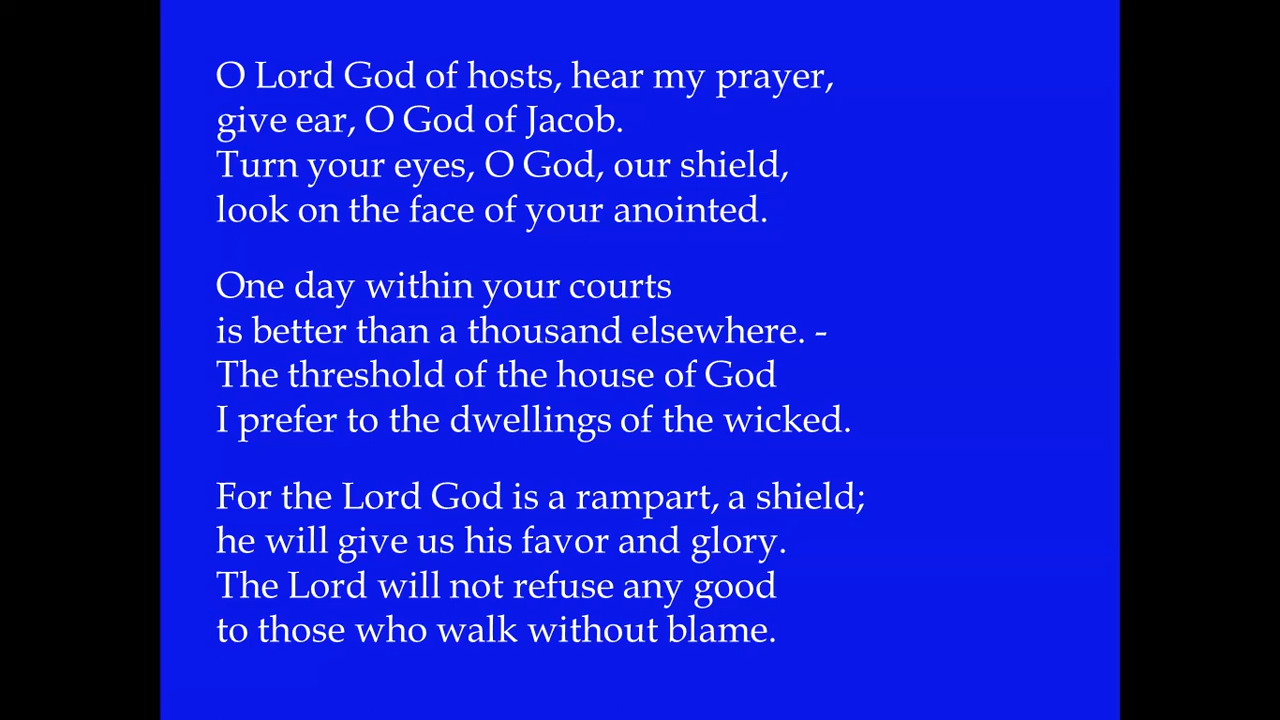 O Lord God of hosts, hear my prayer,
give ear, O God of Jacob.
Turn your eyes, O God, our shield,
look on the face of your anointed.
One day within your courts
is better than a thousand elsewhere. -
The threshold of the house of God
I prefer to the dwellings of the wicked.
For the Lord God is a rampart, a shield;
he will give us his favor and glory.
The Lord will not refuse any good
to those who walk without blame.